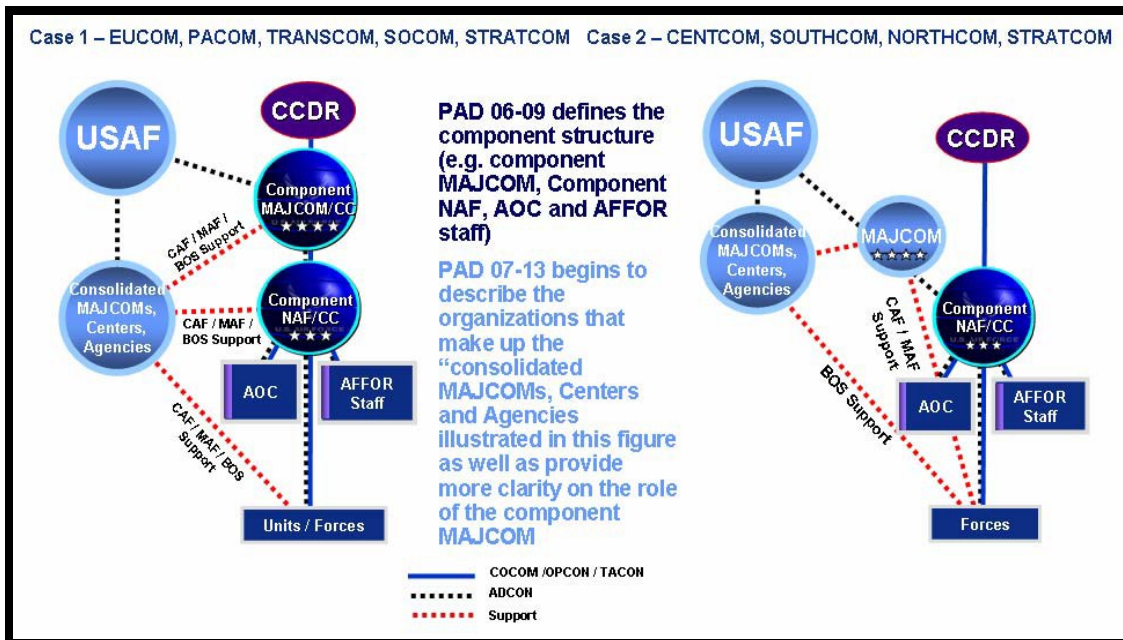 Case 1 – EUCOM, PACOM, TRANSCOM, SOCOM, STRATCOM
Case 2 – CENTCOM, SOUTHCOM, NORTHCOM, STRATCOM
USAF
CCDR
Component
MAJCOM/CC
CAF / MAF /
BOS Support
Consolidated
MAJCOMs,
Centers,
Agencies
CAF / MAF /
BOS Support
Component
NAF/CC
U.S. AIR FORCE
AOC
AFFOR
Staff
CAF / MAF / BOS
Support
Units / Forces
PAD 06-09 defines the
component structure
(e.g. component
MAJCOM, Component
NAF, AOC and AFFOR
staff)
PAD 07-13 begins to
describe the
organizations that
make up the
“consolidated
MAJCOMs, Centers
and Agencies
illustrated in this figure
as well as provide
more clarity on the role
of the component
MAJCOM
USAF
CCDR
Consolidated
MAJCOMs,
Centers,
Agencies
MAJCOM
Component
NAF/CC
CAF / MAF
Support
BOS Support
AOC
AFFOR
Staff
Forces
COCOM /OPCON / TACON
ADCON
Support